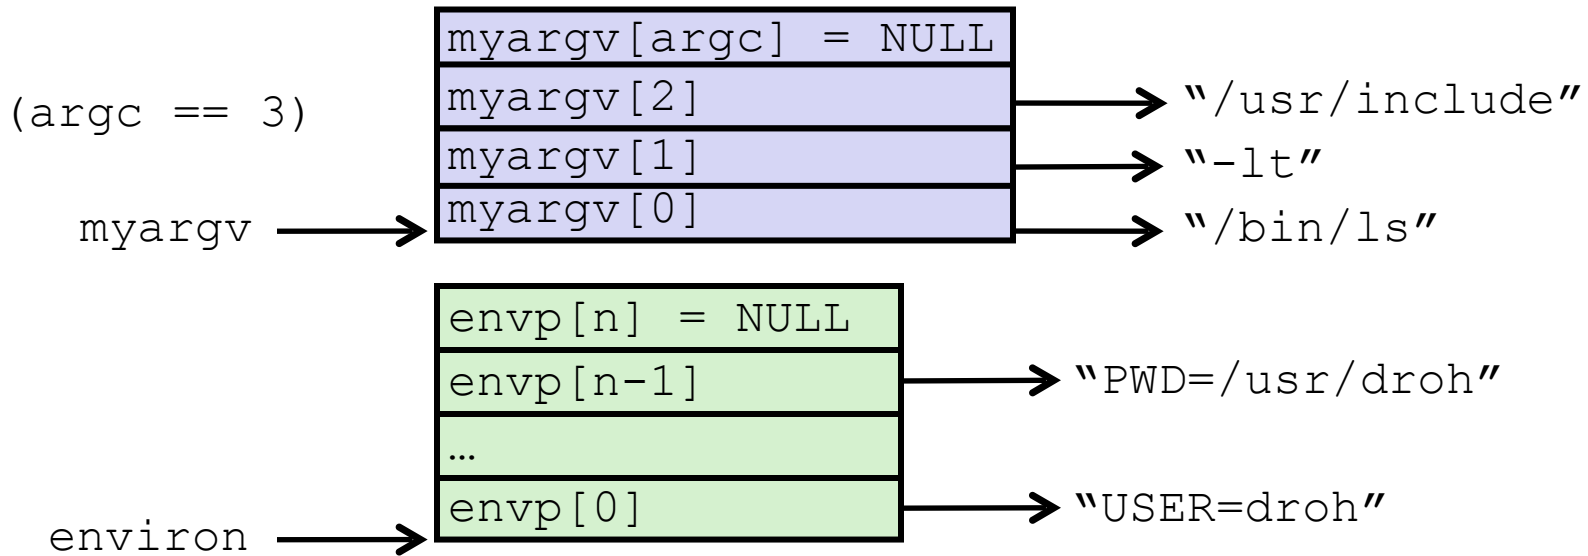 myargv[argc] = NULL
(argc == 3)
myargv[2]
“/usr/include”
myargv[1]
“-lt”
myargv
myargv[0]
“/bin/ls”
envp[n] = NULL
envp[n-1]
“PWD=/usr/droh”
…
environ
envp[0]
“USER=droh”